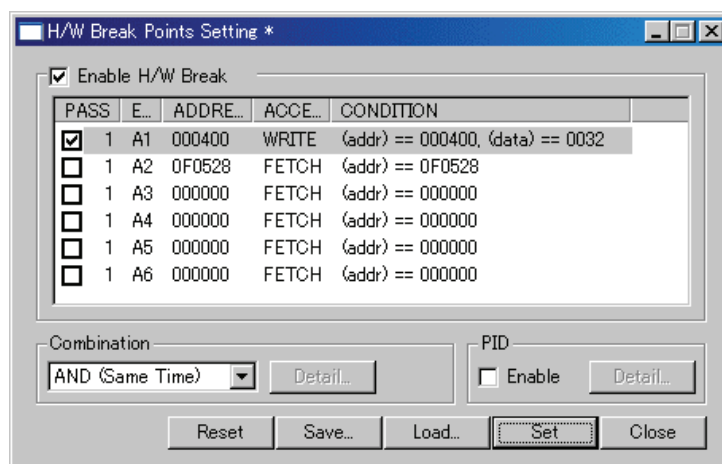 H/W Break Points Setting *
Enable H/W Break
PASS E... ADDRE... ACCE... CONDITION
1 A1 000400 WRITE (addr) == 000400, (data) == 0032
1 A2 0F0528 FETCH (addr) == 0F0528
1 A3 000000 FETCH (addr) == 000000
1 A4 000000 FETCH (addr) == 000000
1 A5 000000 FETCH (addr) == 000000
1 A6 000000 FETCH (addr) == 000000
Combination PID
AND (Same Time) Detail... Enable Detail...
Reset Save... Load... Set Close